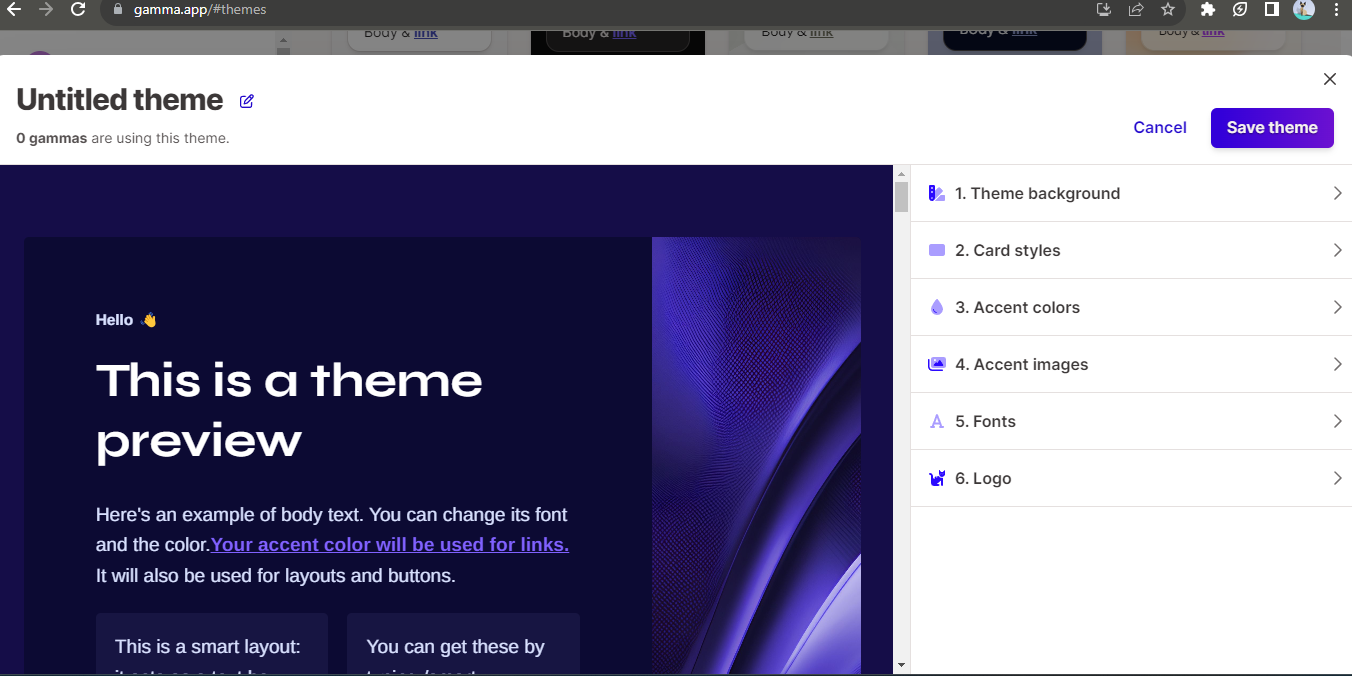 gamma.app/#themes
Body & link
Body & link
Body & link
Body & link
Body & link
Untitled theme
0 gammas are using this theme.
Cancel
Save theme
Hello 👋
This is a theme
preview
Here's an example of body text. You can change its font
and the color.Your accent color will be used for links.
It will also be used for layouts and buttons.
This is a smart layout:
You can get these by
1. Theme background
2. Card styles
3. Accent colors
4. Accent images
5. Fonts
6. Logo